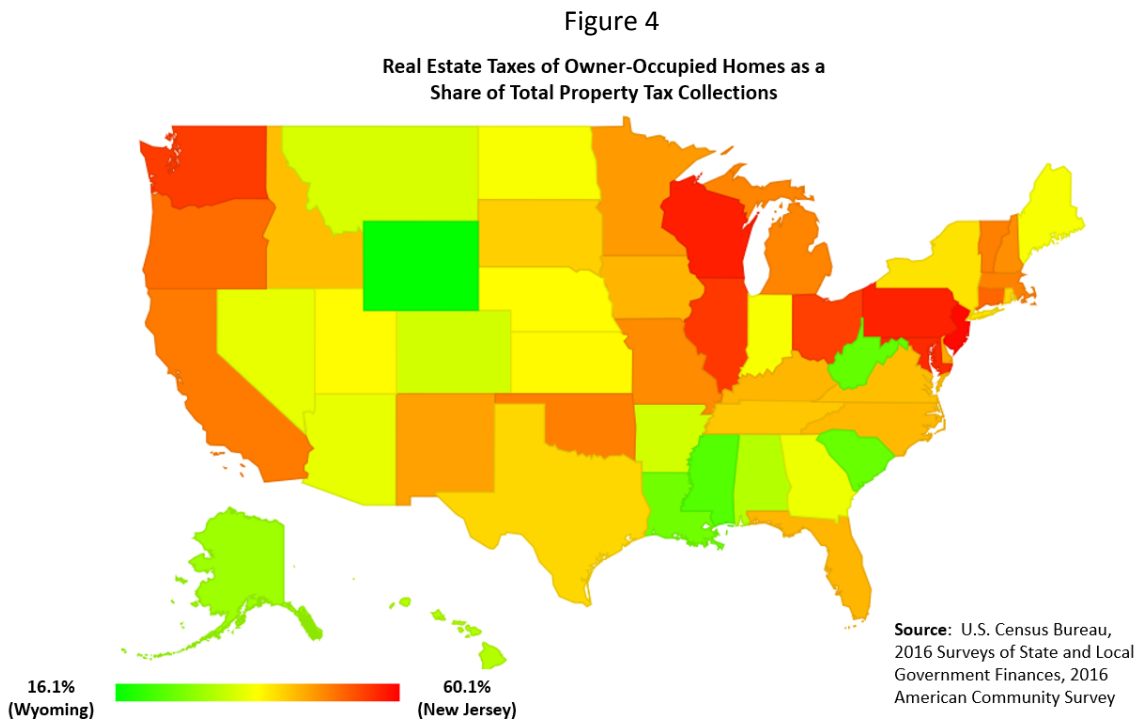 Figure 4
Real Estate Taxes of Owner-Occupied Homes as a
Share of Total Property Tax Collections
16.1%
(Wyoming)
60.1%
(New Jersey)
Source:  U.S. Census Bureau,
2016 Surveys of State and Local
Government Finances, 2016
American Community Survey